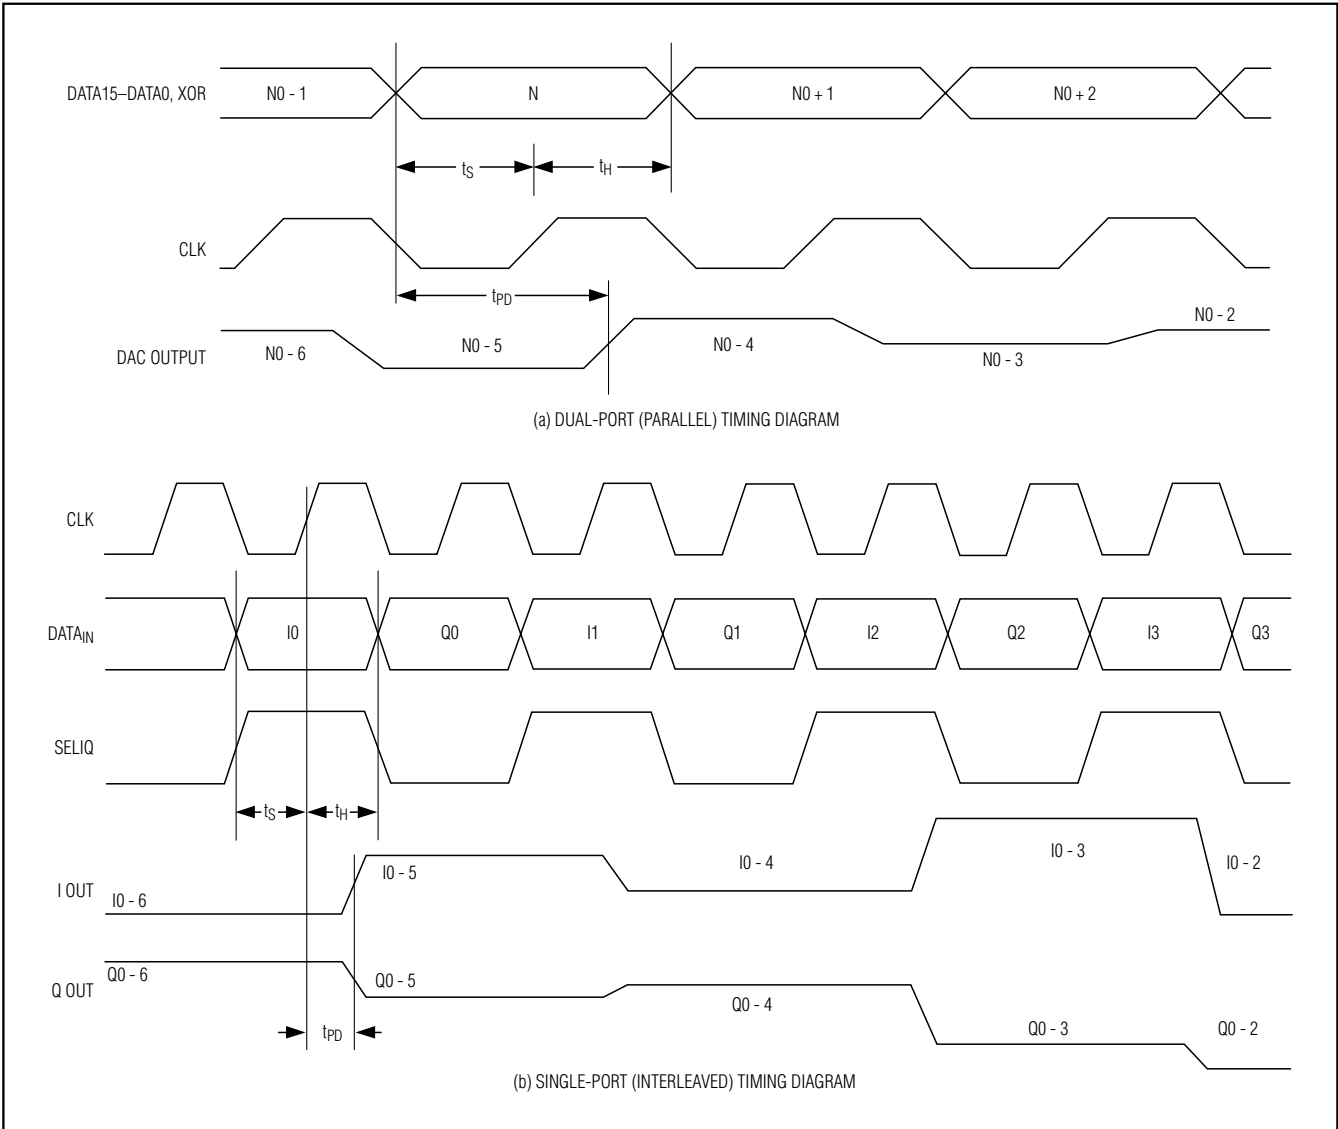 DATA15–DATA0, XOR
N0 - 1
N
N0 + 1
N0 + 2
tS
tH
CLK
tPD
DAC OUTPUT
N0 - 6
N0 - 5
N0 - 4
N0 - 3
N0 - 2
(a) DUAL-PORT (PARALLEL) TIMING DIAGRAM
CLK
DATAIN
I0
Q0
I1
Q1
I2
Q2
I3
Q3
SELIQ
tS
tH
I OUT
I0 - 6
I0 - 5
I0 - 4
I0 - 3
I0 - 2
Q OUT
Q0 - 6
Q0 - 5
Q0 - 4
Q0 - 3
Q0 - 2
tPD
(b) SINGLE-PORT (INTERLEAVED) TIMING DIAGRAM